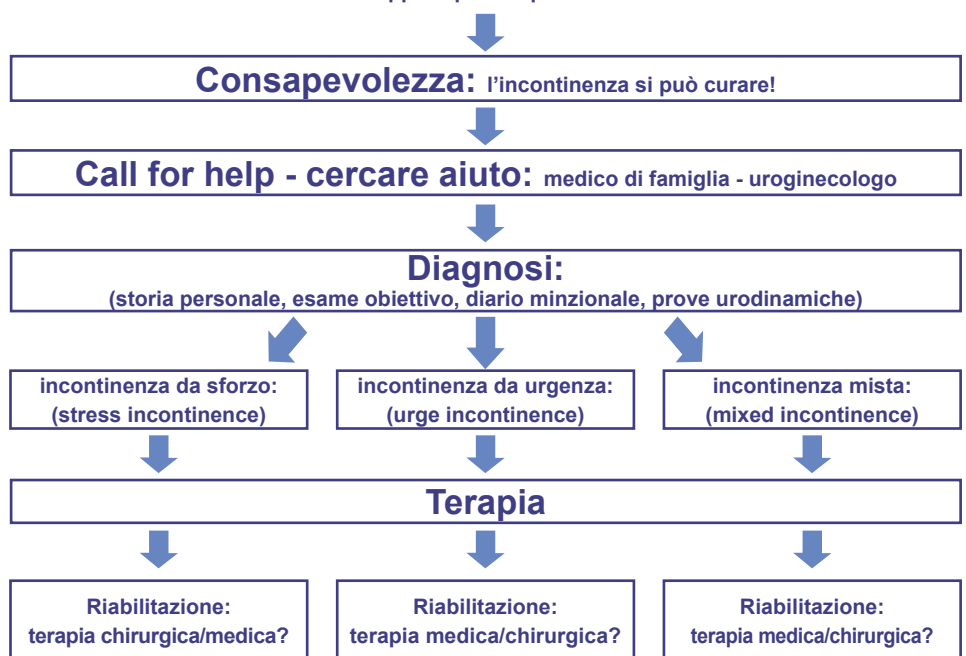 Consapevolezza: l'incontinenza si può curare!
Call for help - cercare aiuto: medico di famiglia - uroginecologo
Diagnosi:
(storia personale, esame obiettivo, diario minzionale, prove urodinamiche)
incontinenza da sforzo:
(stress incontinence)
incontinenza da urgenza:
(urge incontinence)
incontinenza mista:
(mixed incontinence)
Terapia
Riabilitazione:
terapia chirurgica/medica?
Riabilitazione:
terapia medica/chirurgica?
Riabilitazione:
terapia medica/chirurgica?